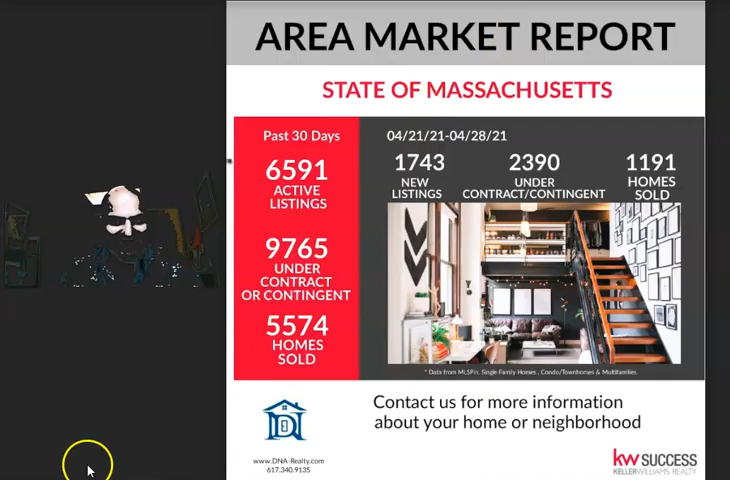 AREA MARKET REPORT
STATE OF MASSACHUSETTS
Past 30 Days
6591
ACTIVE
LISTINGS
9765
UNDER
CONTRACT
OR CONTINGENT
5574
HOMES
SOLD
04/21/21-04/28/21
1743
NEW
LISTINGS
2390
UNDER
CONTRACT/CONTINGENT
1191
HOMES
SOLD
* Data from MLSPin, Single Family Homes , Condo/Townhomes & Multifamilies.
Contact us for more information
about your home or neighborhood
www.DNA-Realty.com
617.340.9135
kw SUCCESS
KELLERWILLIAMS REALTY